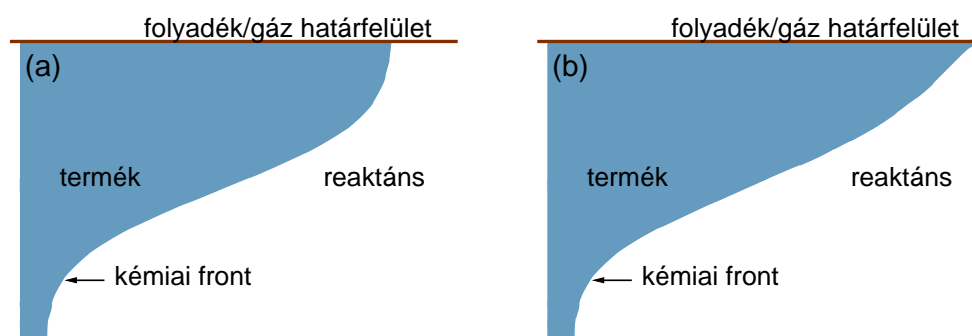 folyadék/gáz határfelület
(a)
termék
reaktáns
kémiai front
folyadék/gáz határfelület
(b)
termék
reaktáns
kémiai front